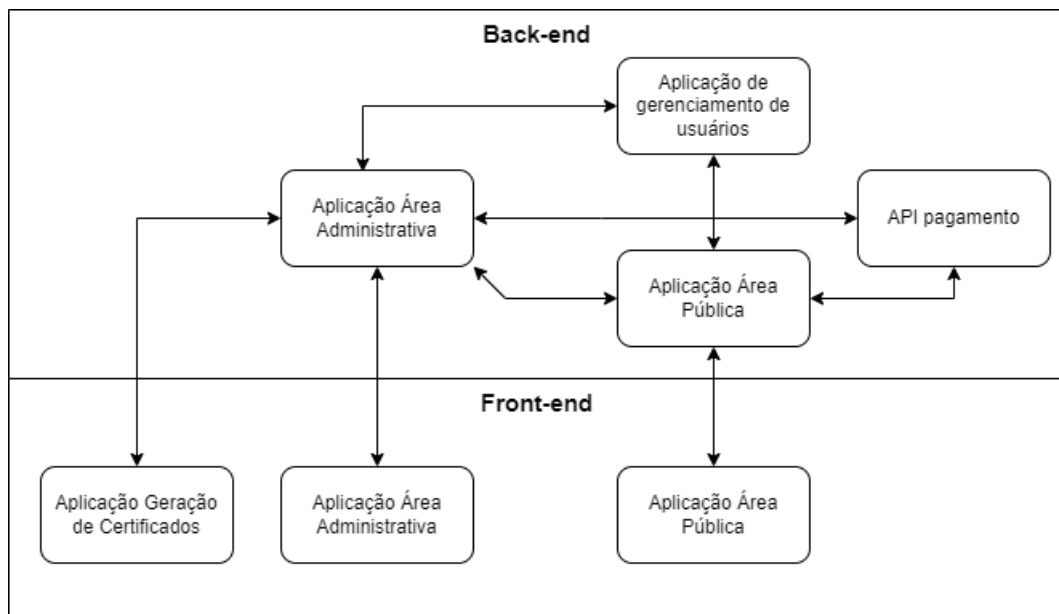 Back-end
Aplicação de
gerenciamento de
usuários
Aplicação Área
Administrativa
API pagamento
Aplicação Área
Pública
Front-end
Aplicação Geração
de Certificados
Aplicação Área
Administrativa
Aplicação Área
Pública